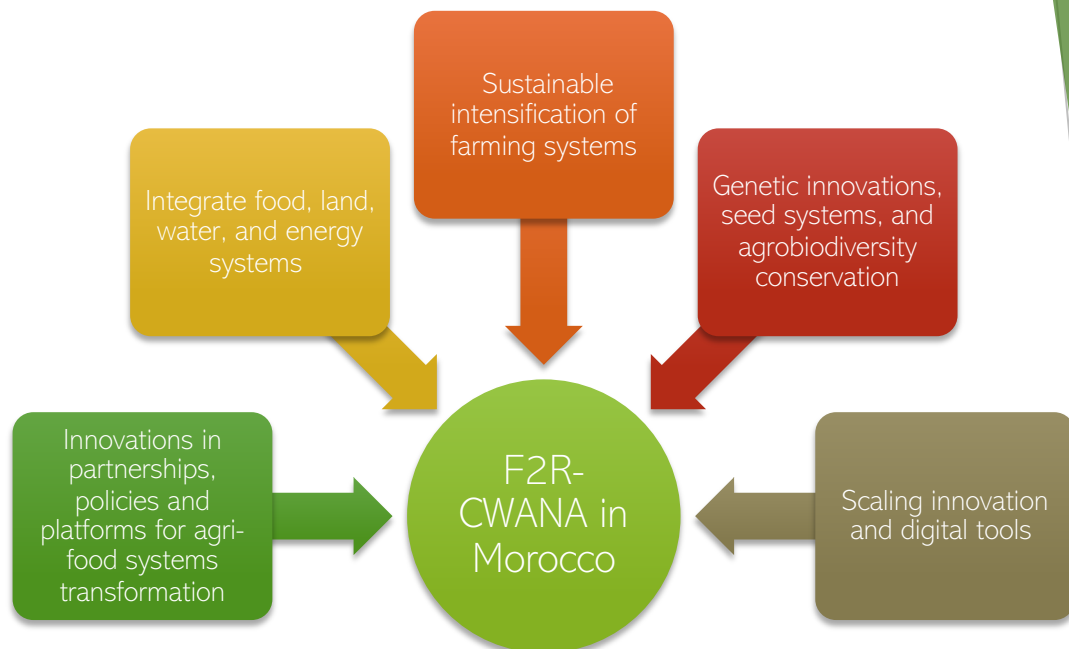 Sustainable
intensification of
farming systems
Integrate food, land,
water, and energy
systems
Genetic innovations,
seed systems, and
agrobiodiversity
conservation
Innovations in
partnerships,
policies and
platforms for agri-
food systems
transformation
F2R-
CWANA in
Morocco
Scaling innovation
and digital tools